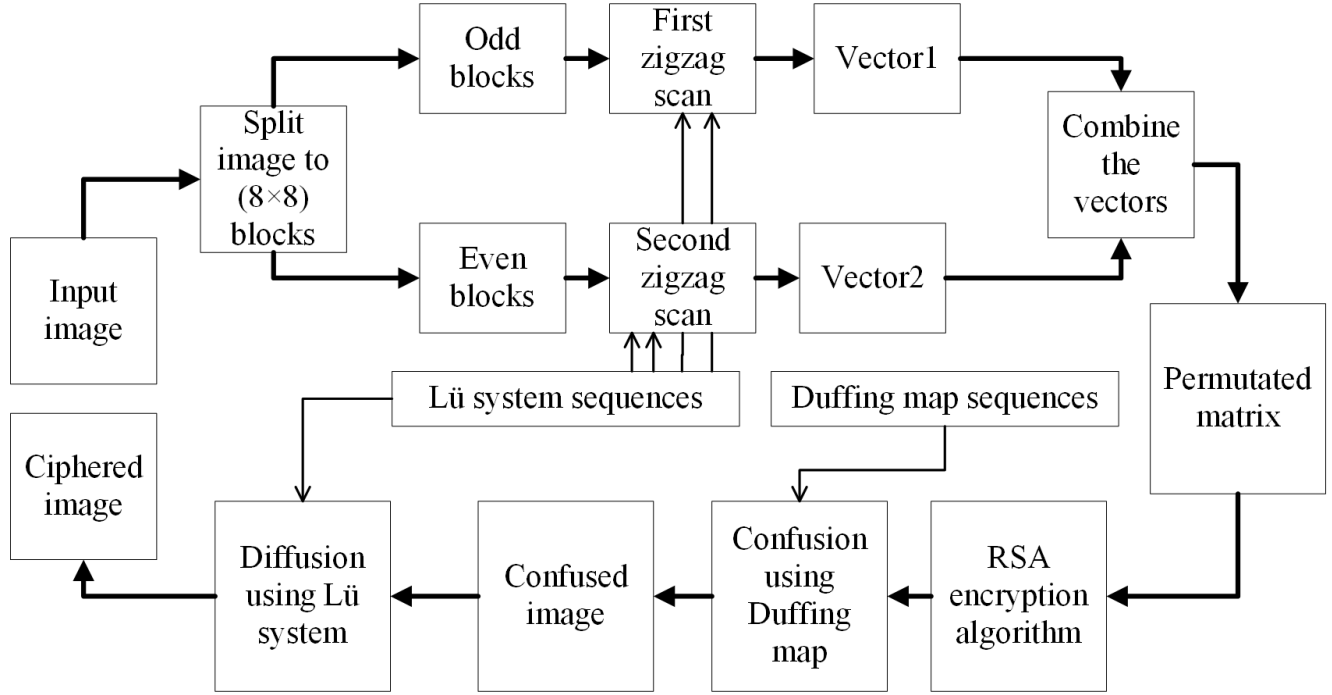 Input
image
Split
image to
(8×8)
blocks
Odd
blocks
First
zigzag
scan
Vector1
Even
blocks
Second
zigzag
scan
Vector2
Combine
the
vectors
Permutated
matrix
Lü system sequences
Duffing map sequences
RSA
encryption
algorithm
Confusion
using
Duffing
map
Confused
image
Diffusion
using Lü
system
Ciphered
image